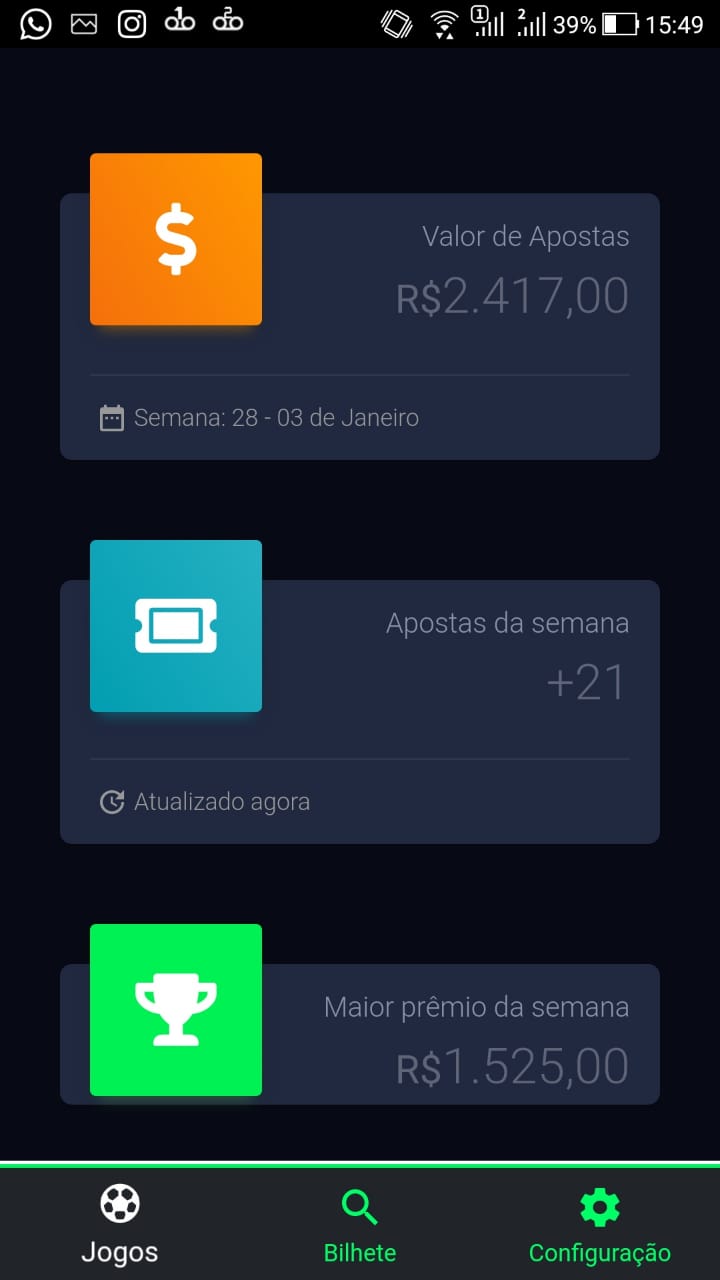 1
2
39%
15:49
Valor de Apostas
R$2.417,00
Semana: 28 - 03 de Janeiro
Apostas da semana
+21
Atualizado agora
Maior prêmio da semana
R$1.525,00
Jogos
Bilhete
Configuração